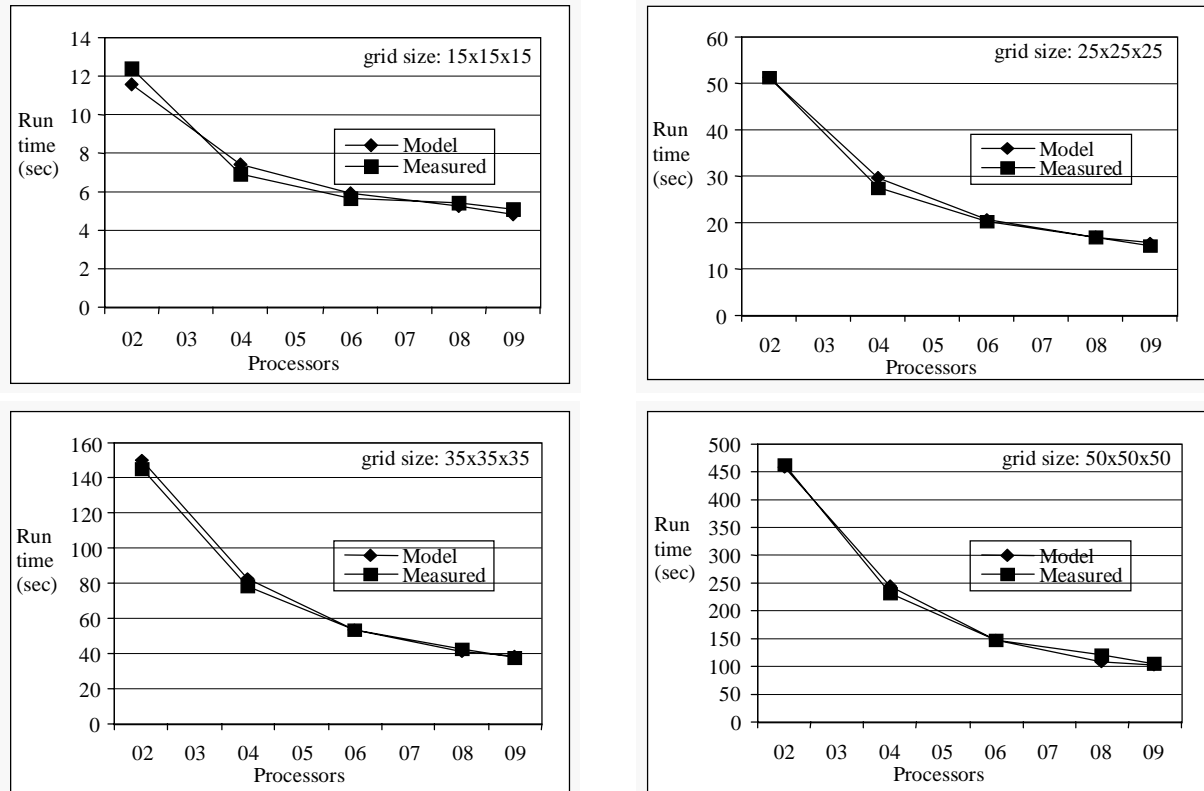 grid size: 15x15x15
14
12
10
8
6
4
2
0
Run
time
(sec)
Model
Measured
02 03 04 05 06 07 08 09
Processors
grid size: 25x25x25
60
50
40
30
20
10
0
Run
time
(sec)
Model
Measured
02 03 04 05 06 07 08 09
Processors
grid size: 35x35x35
160
140
120
100
80
60
40
20
0
Run
time
(sec)
Model
Measured
02 03 04 05 06 07 08 09
Processors
grid size: 50x50x50
500
450
400
350
300
250
200
150
100
50
0
Run
time
(sec)
Model
Measured
02 03 04 05 06 07 08 09
Processors